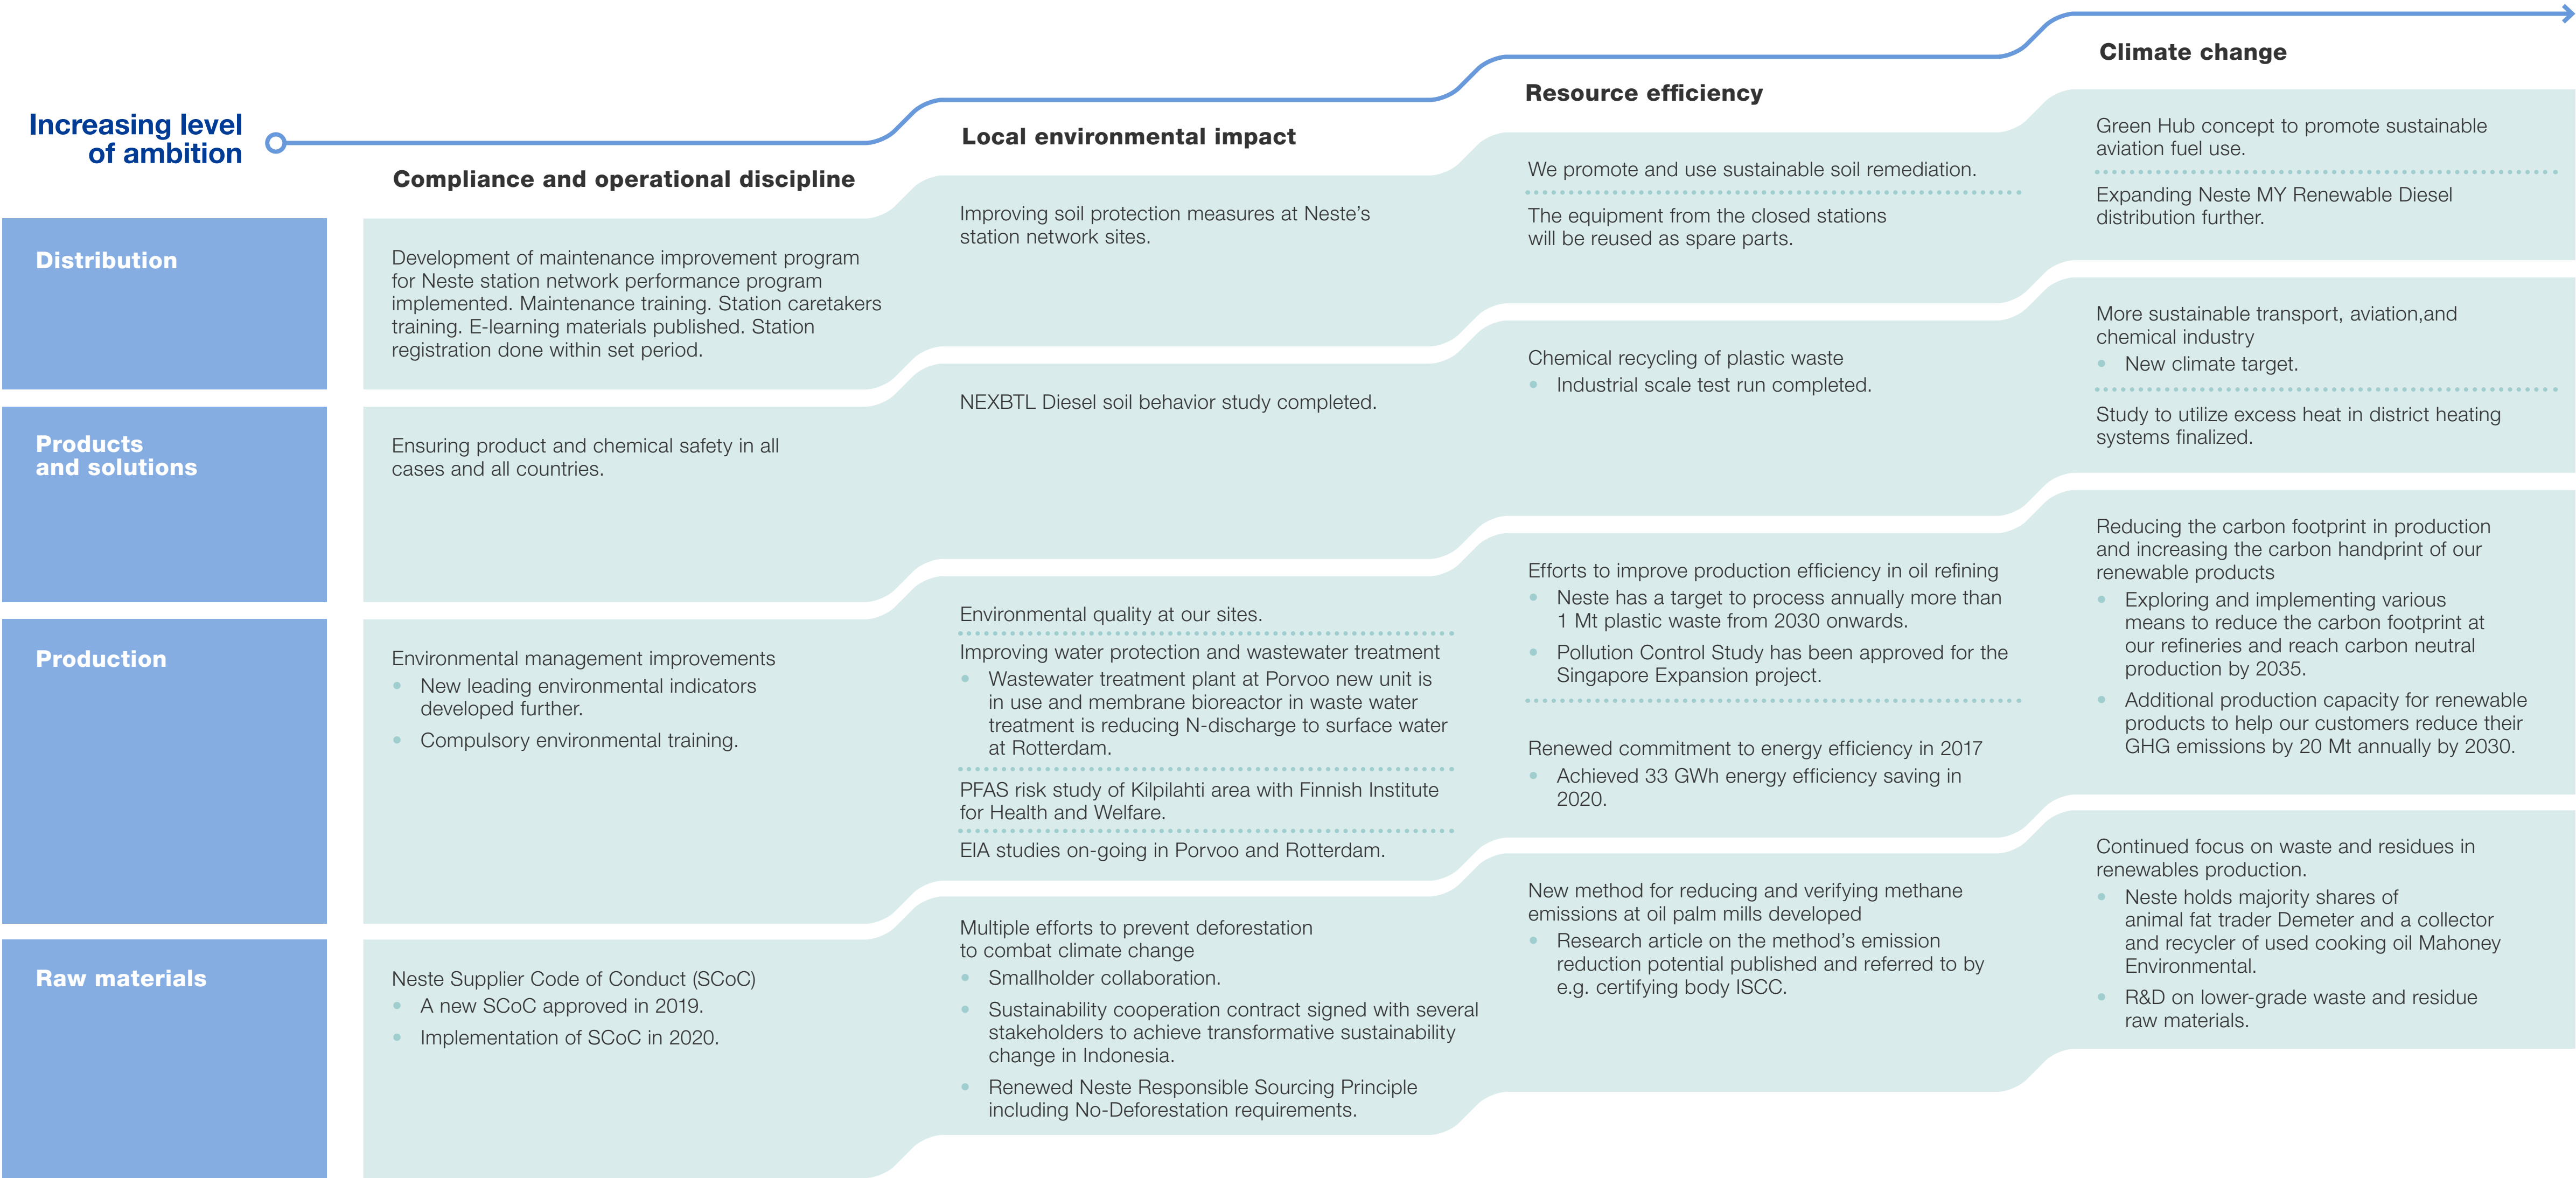 Increasing level
of ambition
Compliance and operational discipline
Local environmental impact
Resource efficiency
Climate change
Distribution
Development of maintenance improvement program
for Neste station network performance program
implemented. Maintenance training. Station caretakers
training. E-learning materials published. Station
registration done within set period.
Improving soil protection measures at Neste's
station network sites.
We promote and use sustainable soil remediation.
The equipment from the closed stations
will be reused as spare parts.
Green Hub concept to promote sustainable
aviation fuel use.
Expanding Neste MY Renewable Diesel
distribution further.
Products
and solutions
Ensuring product and chemical safety in all
cases and all countries.
NEXBTL Diesel soil behavior study completed.
Chemical recycling of plastic waste
• Industrial scale test run completed.
More sustainable transport, aviation,and
chemical industry
• New climate target.
Study to utilize excess heat in district heating
systems finalized.
Production
Environmental management improvements
• New leading environmental indicators
developed further.
• Compulsory environmental training.
Environmental quality at our sites.
Improving water protection and wastewater treatment
• Wastewater treatment plant at Porvoo new unit is
in use and membrane bioreactor in waste water
treatment is reducing N-discharge to surface water
at Rotterdam.
PFAS risk study of Kilpilahti area with Finnish Institute
for Health and Welfare.
EIA studies on-going in Porvoo and Rotterdam.
Efforts to improve production efficiency in oil refining
• Neste has a target to process annually more than
1 Mt plastic waste from 2030 onwards.
• Pollution Control Study has been approved for the
Singapore Expansion project.
Renewed commitment to energy efficiency in 2017
• Achieved 33 GWh energy efficiency saving in
2020.
Reducing the carbon footprint in production
and increasing the carbon handprint of our
renewable products
• Exploring and implementing various
means to reduce the carbon footprint at
our refineries and reach carbon neutral
production by 2035.
• Additional production capacity for renewable
products to help our customers reduce their
GHG emissions by 20 Mt annually by 2030.
Raw materials
Neste Supplier Code of Conduct (SCoC)
• A new SCoC approved in 2019.
• Implementation of SCoC in 2020.
Multiple efforts to prevent deforestation
to combat climate change
• Smallholder collaboration.
• Sustainability cooperation contract signed with several
stakeholders to achieve transformative sustainability
change in Indonesia.
• Renewed Neste Responsible Sourcing Principle
including No-Deforestation requirements.
New method for reducing and verifying methane
emissions at oil palm mills developed
• Research article on the method's emission
reduction potential published and referred to by
e.g. certifying body ISCC.
Continued focus on waste and residues in
renewables production.
• Neste holds majority shares of
animal fat trader Demeter and a collector
and recycler of used cooking oil Mahoney
Environmental.
• R&D on lower-grade waste and residue
raw materials.